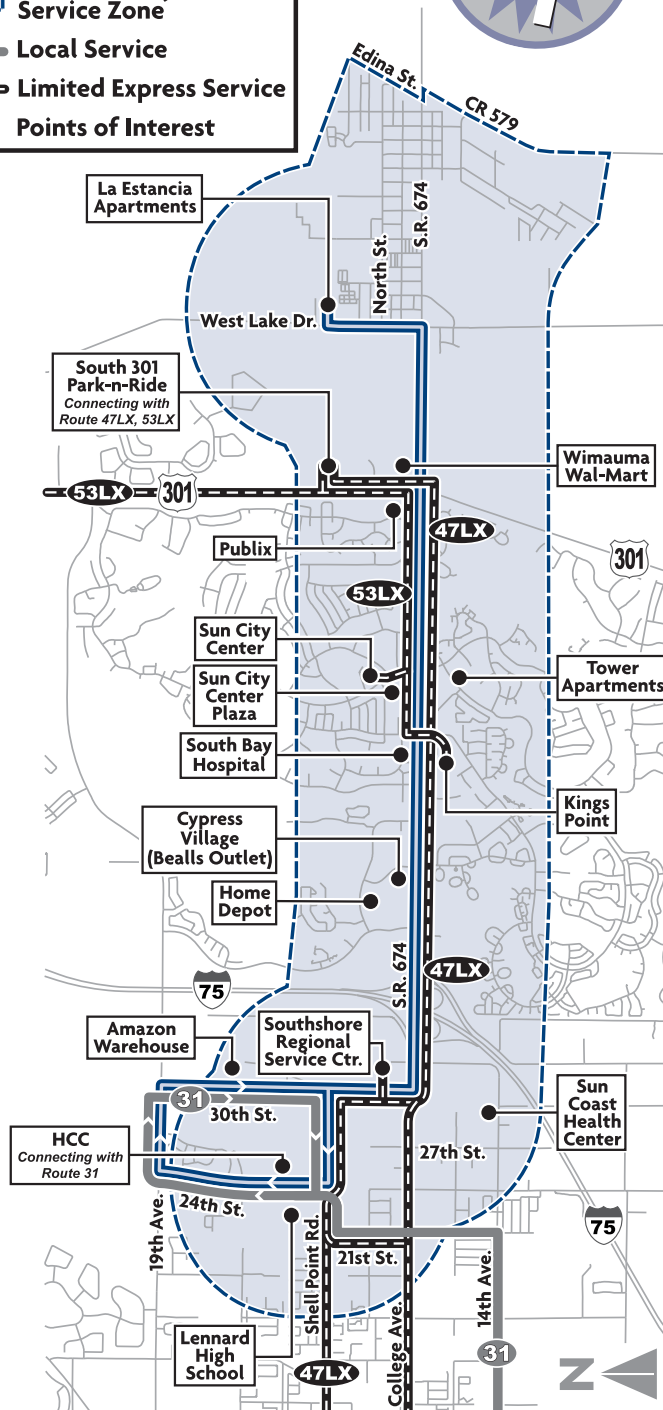 Service Zone
Local Service
Limited Express Service
Points of Interest
Edina St.
CR 579
La Estancia
Apartments
S.R. 674
North St.
West Lake Dr.
South 301
Park-n-Ride
Connecting with
Route 47LX, 53LX
Wimauma
Wal-Mart
53LX
301
Publix
47LX
301
53LX
Sun City
Center
Tower
Apartments
Sun City
Center
Plaza
South Bay
Hospital
Kings
Point
Cypress
Village
(Bealls Outlet)
Home
Depot
S.R. 674
47LX
75
Amazon
Warehouse
Southshore
Regional
Service Ctr.
31
30th St.
Sun
Coast
Health
Center
HCC
Connecting with
Route 31
27th St.
24th St.
19th Ave.
75
Shell Point Rd.
21st St.
14th Ave.
College Ave.
Lennard
High
School
47LX
31
N